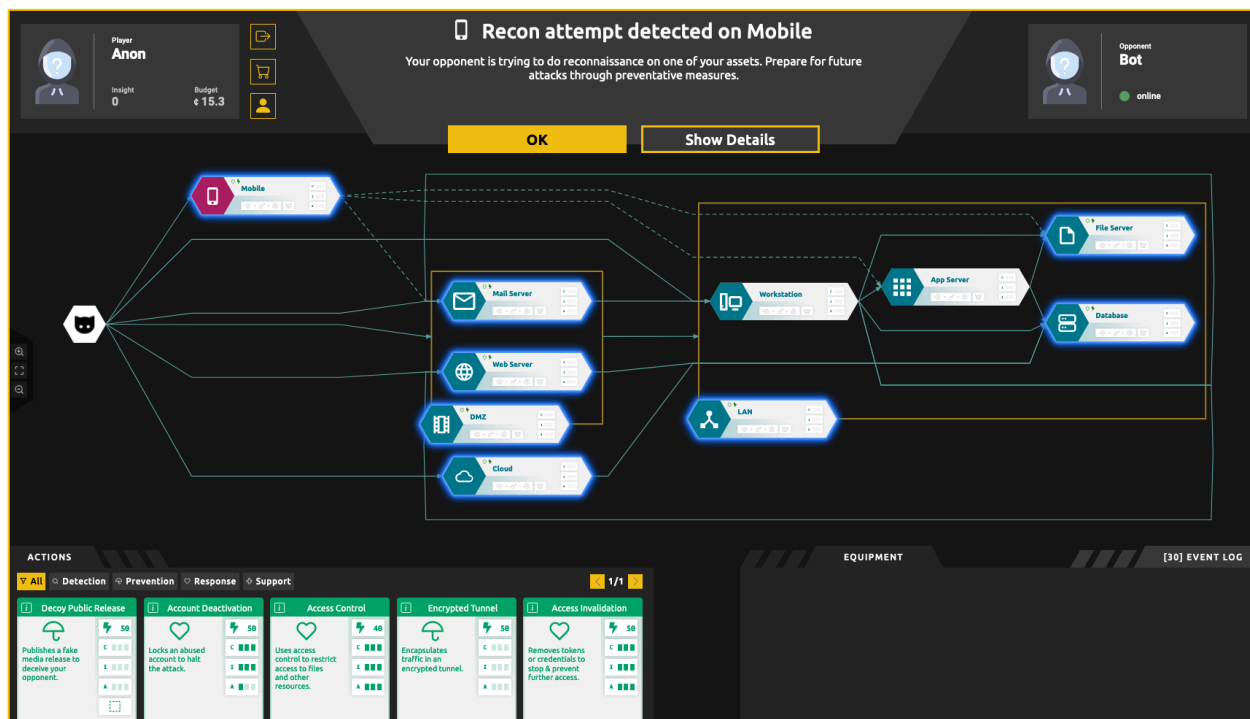 Player
Anon
Insight
0
Budget
¢ 15.3
Recon attempt detected on Mobile
Your opponent is trying to do reconnaissance on one of your assets. Prepare for future
attacks through preventative measures.
OK
Show Details
Opponent
Bot
online
Mobile
File Server
Mail Server
Workstation
App Server
Database
Web Server
DMZ
LAN
Cloud
ACTIONS
EQUIPMENT
[30] EVENT LOG
All
Detection
Prevention
Response
Support
1/1
Decoy Public Release
50
Publishes a fake
media release to
deceive your
opponent.
C
I
A
Account Deactivation
50
Locks an abused
account to halt
the attack.
C
I
A
Access Control
40
Uses access
control to restrict
access to files
and other
resources.
C
I
A
Encrypted Tunnel
50
Encapsulates
traffic in an
encrypted tunnel.
C
I
A
Access Invalidation
50
Removes tokens
or credentials to
stop & prevent
further access.
C
I
A